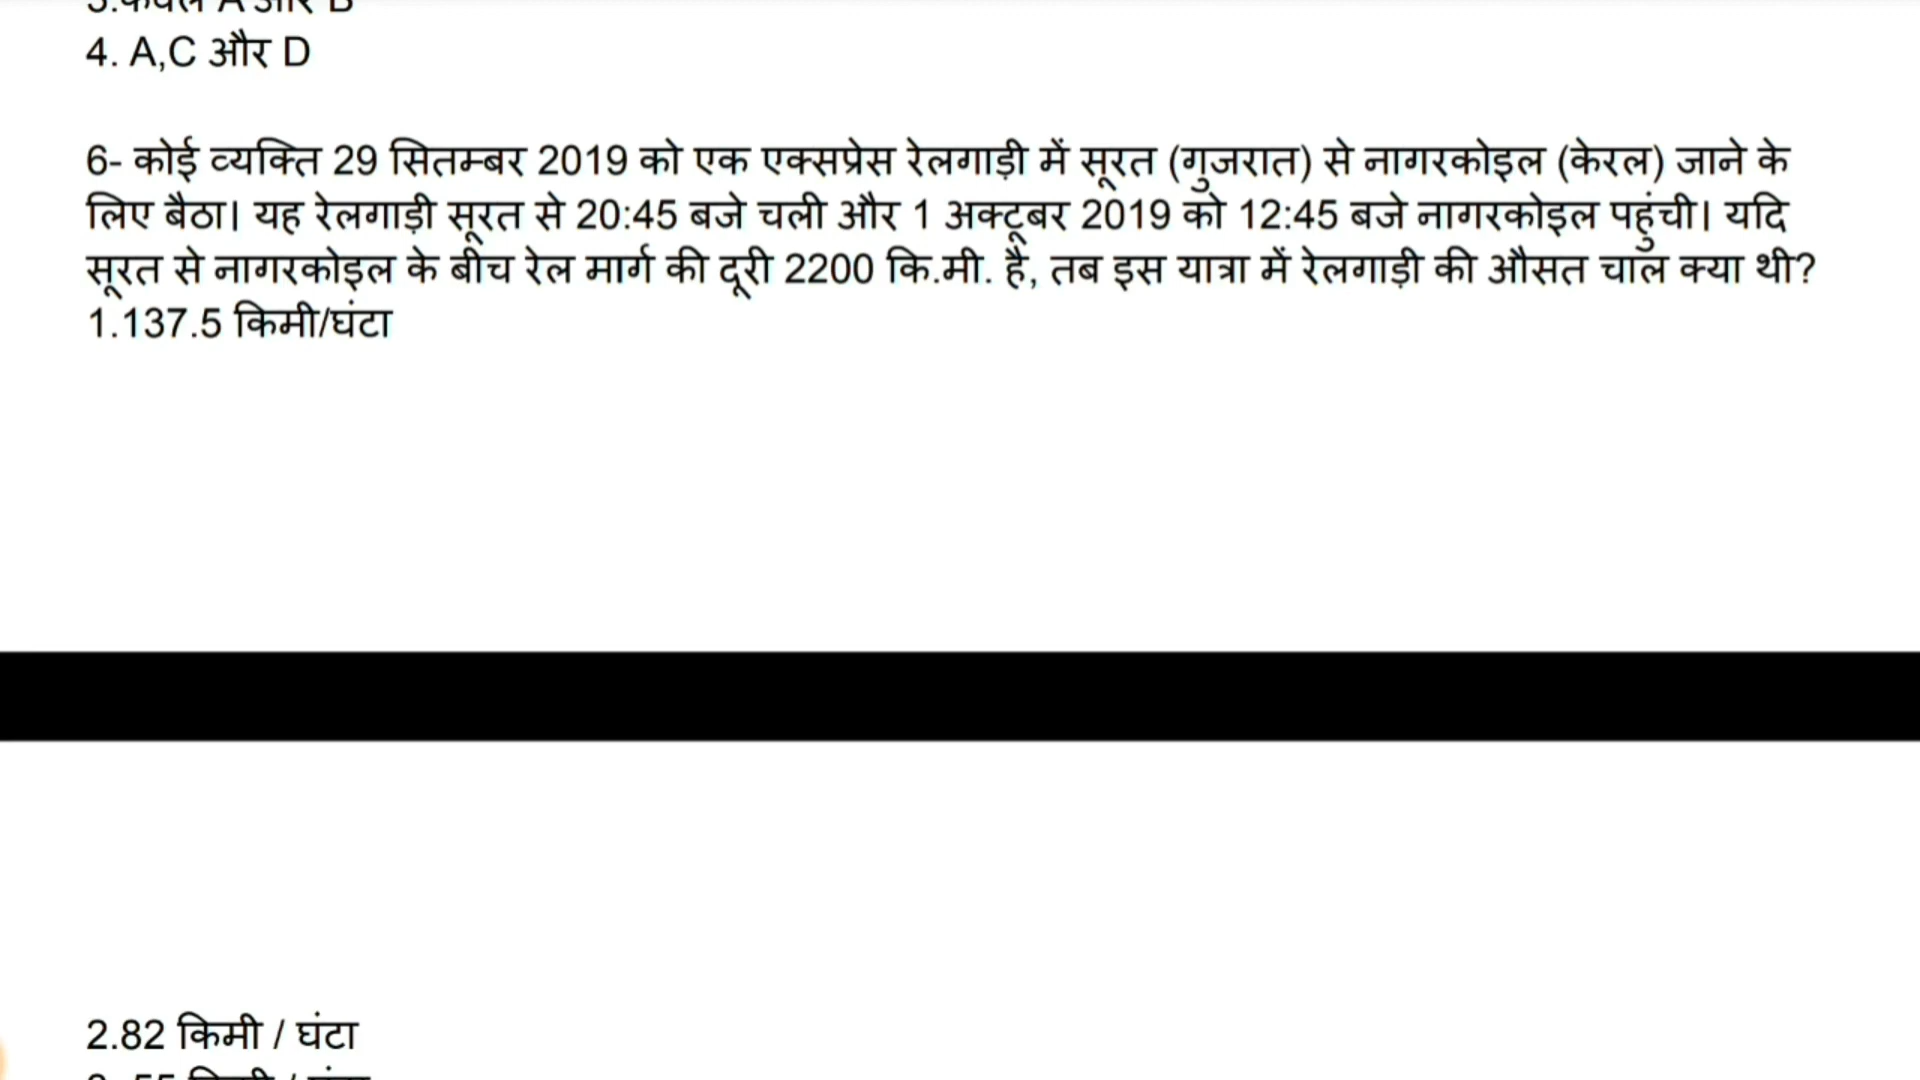 4. A,C और D
6- कोई व्यक्ति 29 सितम्बर 2019 को एक एक्सप्रेस रेलगाड़ी में सूरत (गुजरात) से नागरकोइल (केरल) जाने के
लिए बैठा। यह रेलगाड़ी सूरत से 20:45 बजे चली और 1 अक्टूबर 2019 को 12:45 बजे नागरकोइल पहुंची। यदि
सूरत से नागरकोइल के बीच रेल मार्ग की दूरी 2200 कि.मी. है, तब इस यात्रा में रेलगाड़ी की औसत चाल क्या थी?
1.137.5 किमी/घंटा
2.82 किमी / घंटा